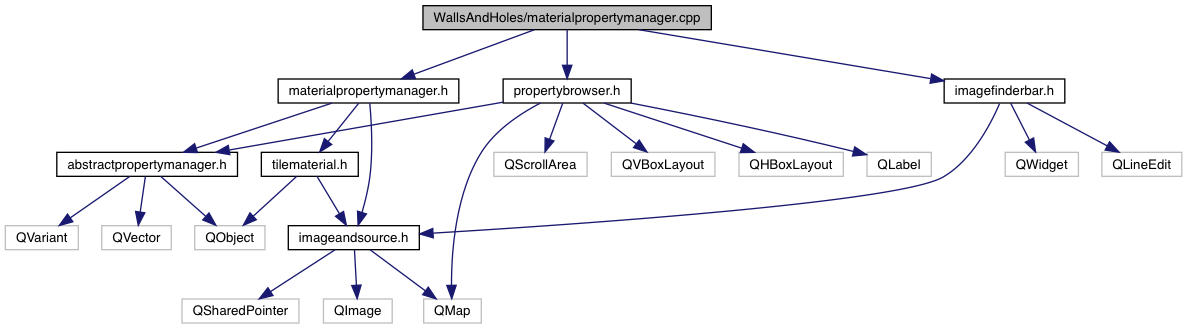 WallsAndHoles/materialpropertymanager.cpp
materialpropertymanager.h
propertybrowser.h
imagefinderbar.h
abstractpropertymanager.h
tilematerial.h
QScrollArea
QVBoxLayout
QHBoxLayout
QLabel
QWidget
QLineEdit
QVariant
QVector
QObject
imageandsource.h
QSharedPointer
QImage
QMap